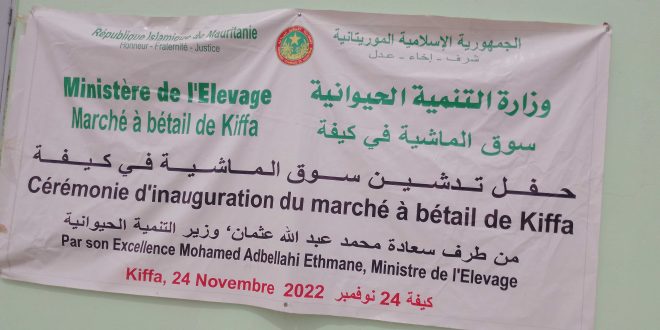 République Islamique de Mauritanie
Honneur - Fraternité - Justice
الجمهورية الإسلامية الموريتانية
شرف - إخاء - عدل
Ministère de l'Elevage
Marché à bétail de Kiffa
وزارة التنمية الحيوانية
سوق الماشية في كيفة
حفل تدشين سوق الماشية في كيفة
Cérémonie d'inauguration du marché à bétail de Kiffa
من طرف سعادة محمد عبد الله عثمان، وزير التنمية الحيوانية
Par son Excellence Mohamed Adbellahi Ethmane, Ministre de l'Elevage
Kiffa, 24 Novembre 2022 كيفة 24 نوفمبر